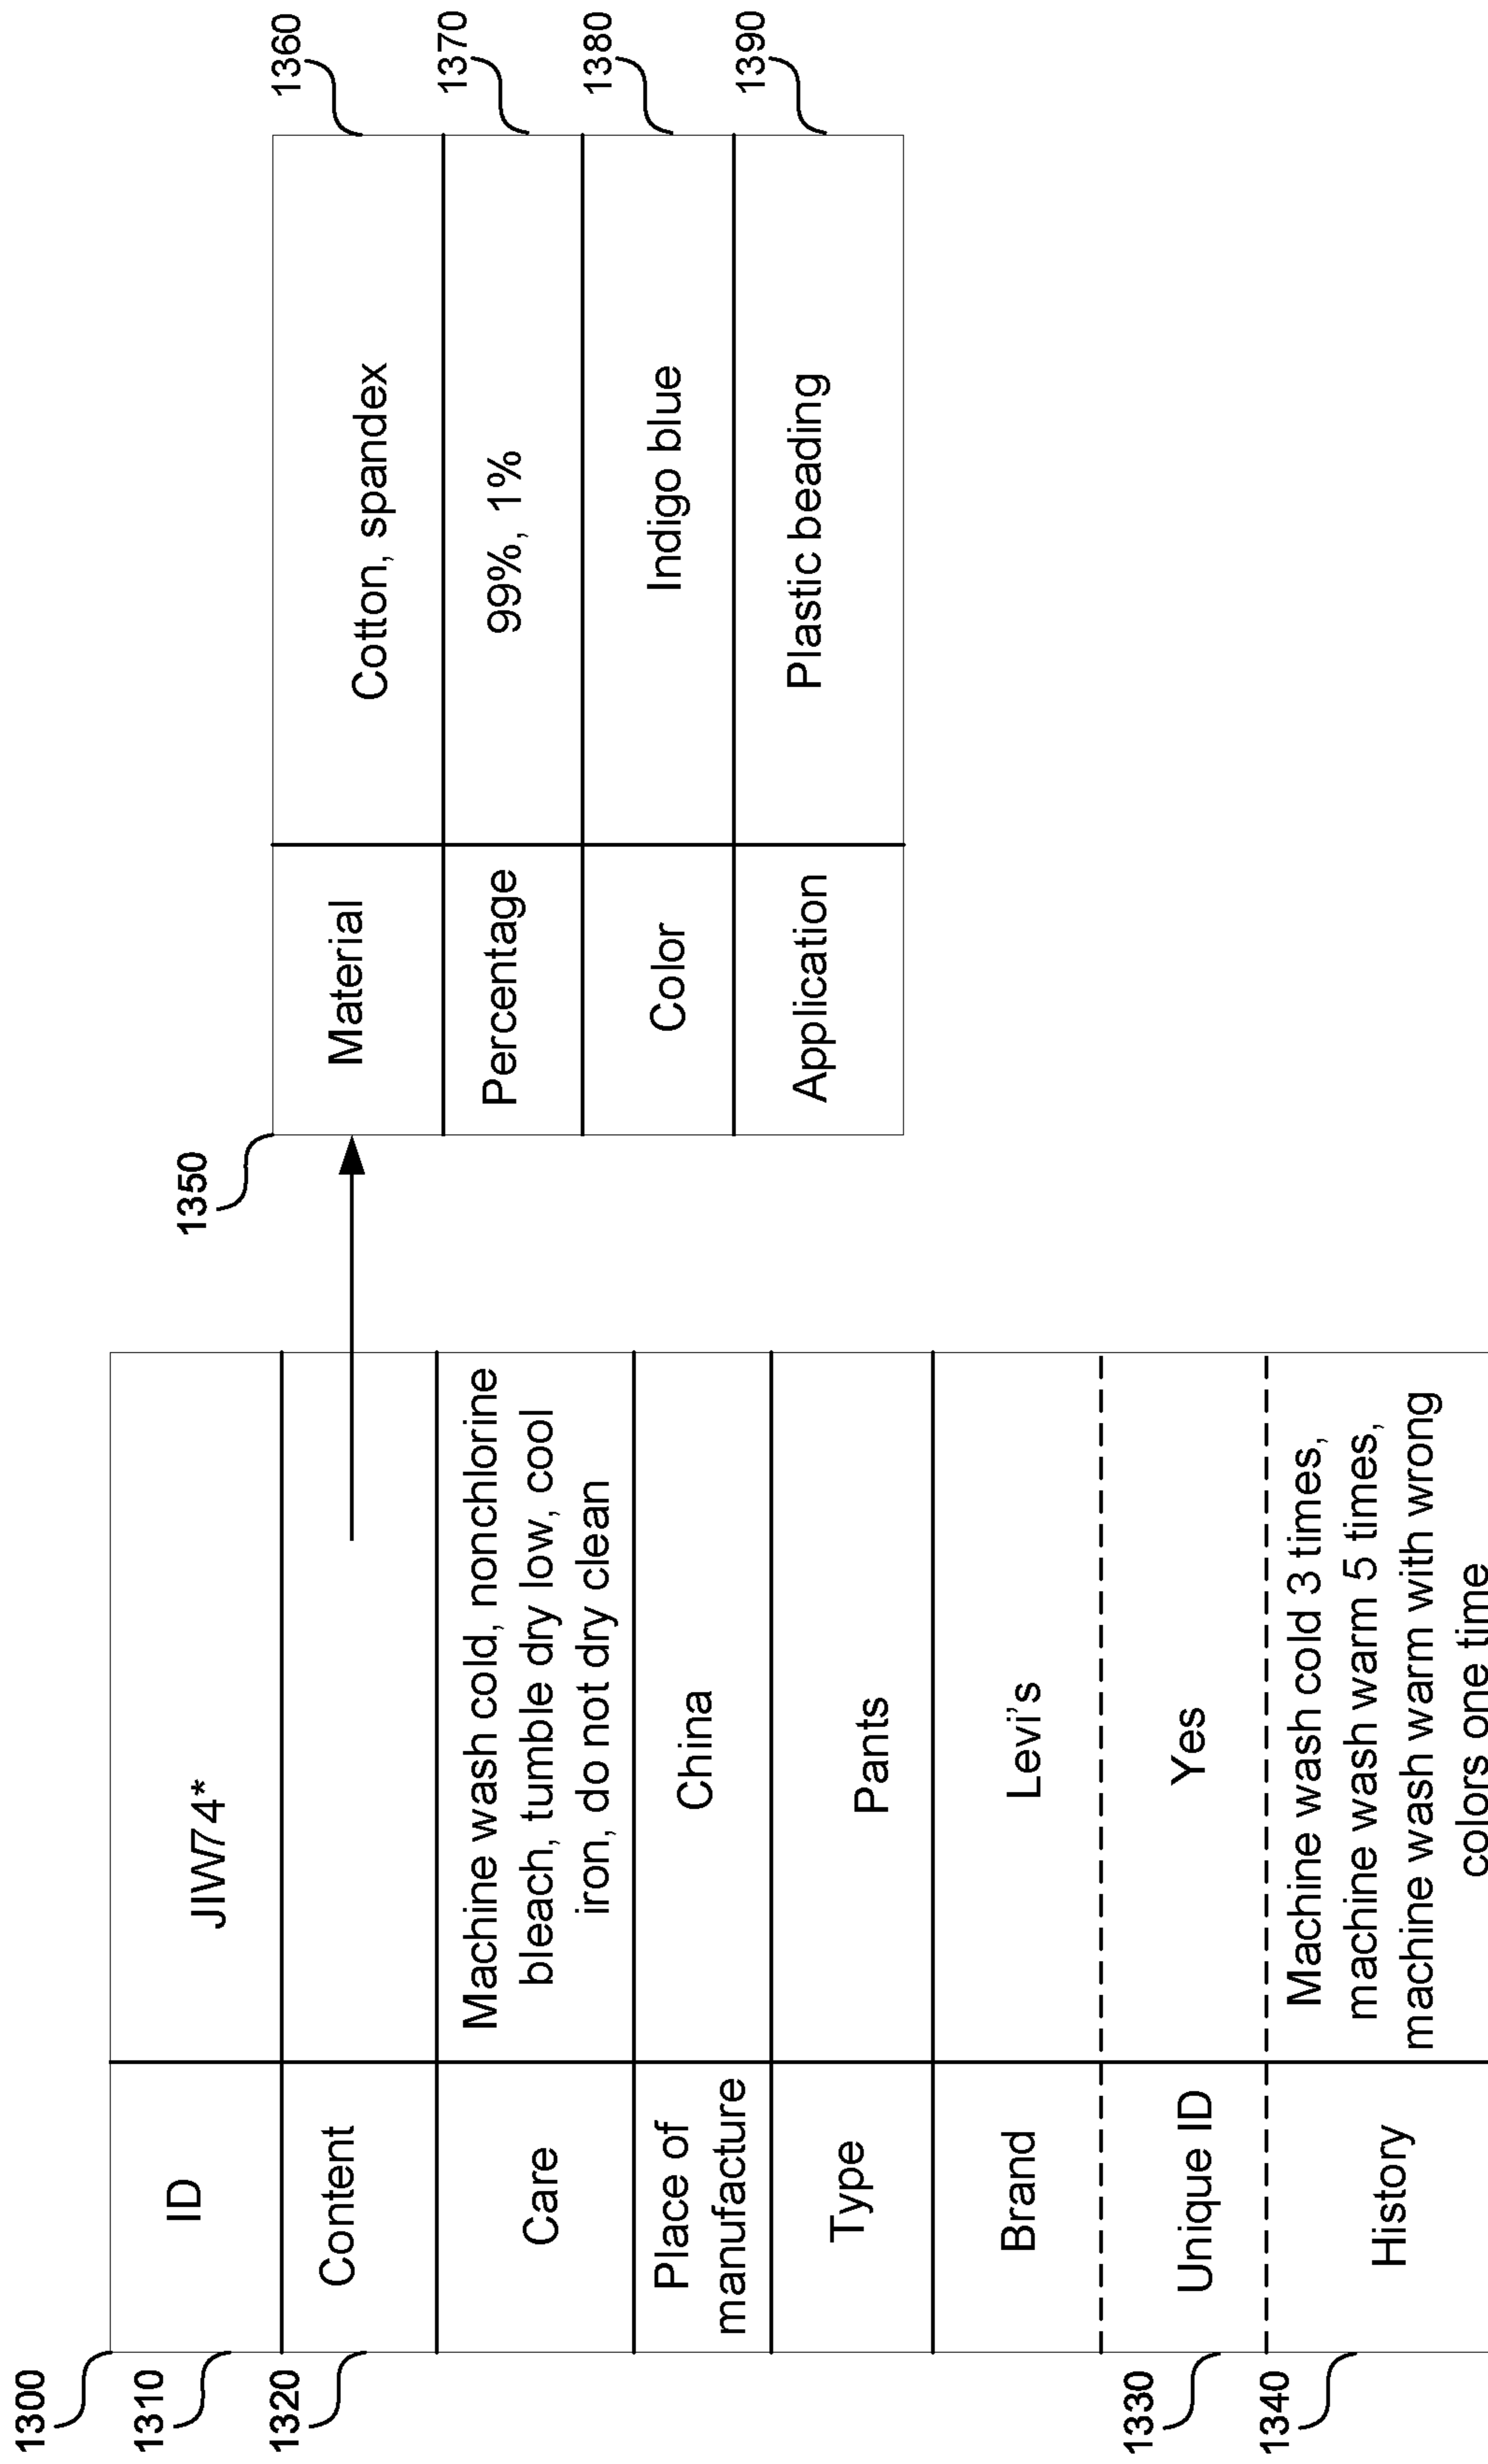 1300
1310
ID
JIW74*
1320
Content
Care
Machine wash cold, nonchlorine
bleach, tumble dry low, cool
iron, do not dry clean
Place of
manufacture
China
Type
Pants
Brand
Levi's
1330
Unique ID
Yes
1340
History
Machine wash cold 3 times,
machine wash warm 5 times,
machine wash warm with wrong
colors one time
1350
Material
Cotton, spandex
1360
Percentage
99%, 1%
1370
Color
Indigo blue
1380
Application
Plastic beading
1390